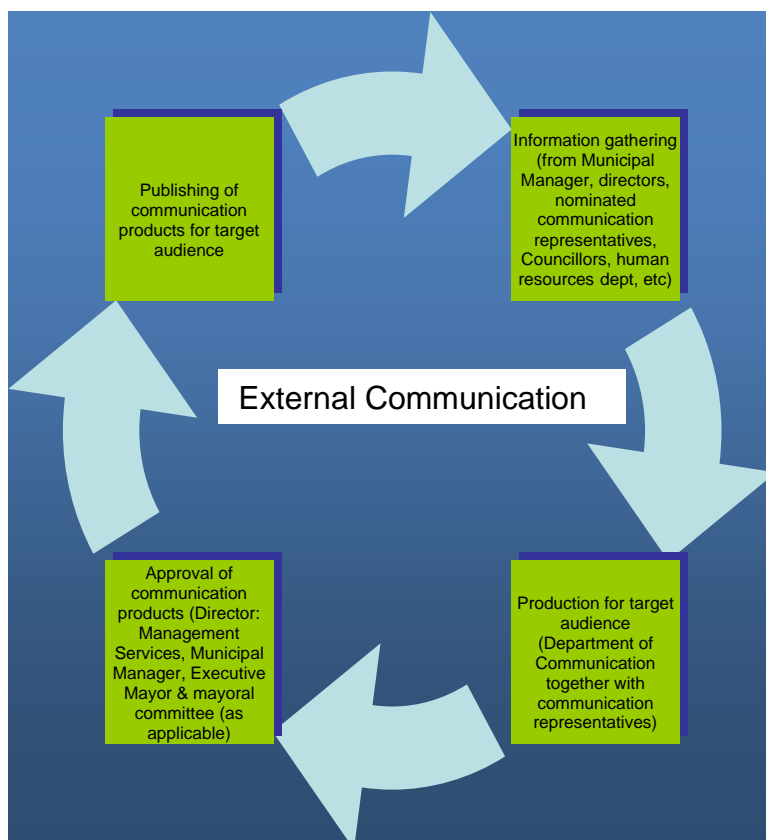 Publishing of
communication
products for target
audience
Information gathering
(from Municipal
Manager, directors,
nominated
communication
representatives,
Councillors, human
resources dept, etc)
External Communication
Approval of
communication
products (Director:
Management
Services, Municipal
Manager, Executive
Mayor & mayoral
committee (as
applicable)
Production for target
audience
(Department of
Communication
together with
communication
representatives)